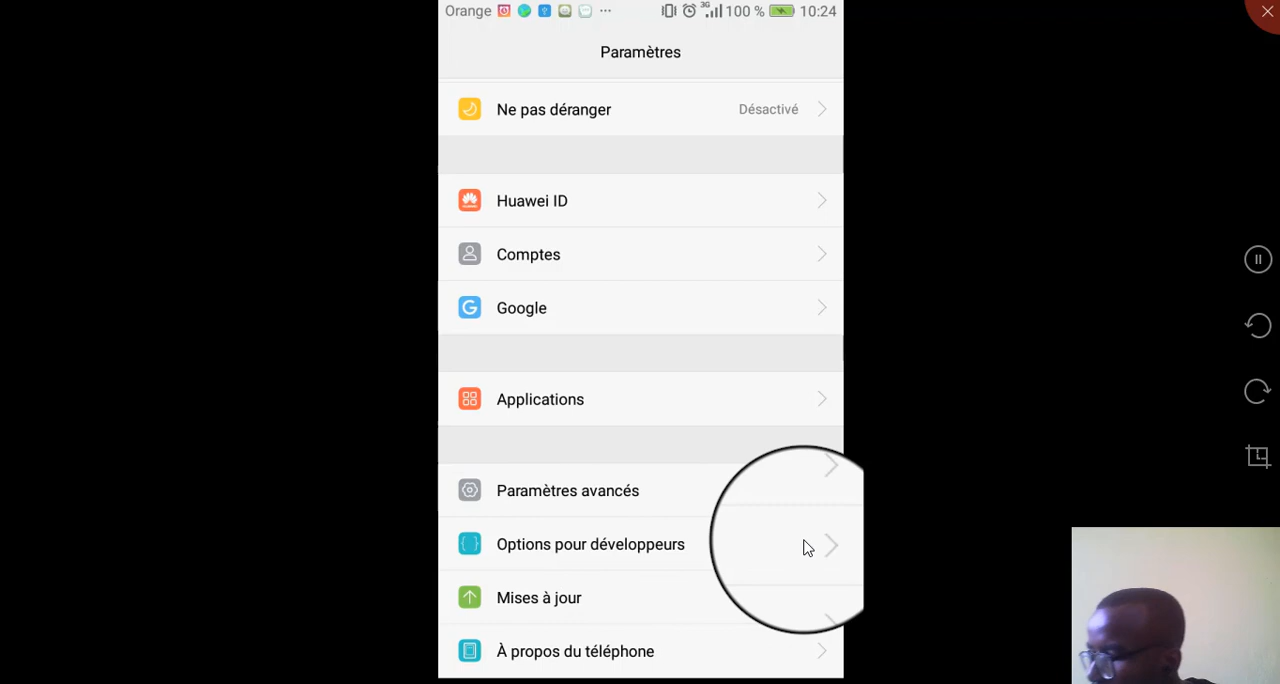 Orange ... 3G 100 % 10:24
Paramètres
Ne pas déranger Désactivé
Huawei ID
Comptes
Google
Applications
Paramètres avancés
Options pour développeurs
Mises à jour
À propos du téléphone